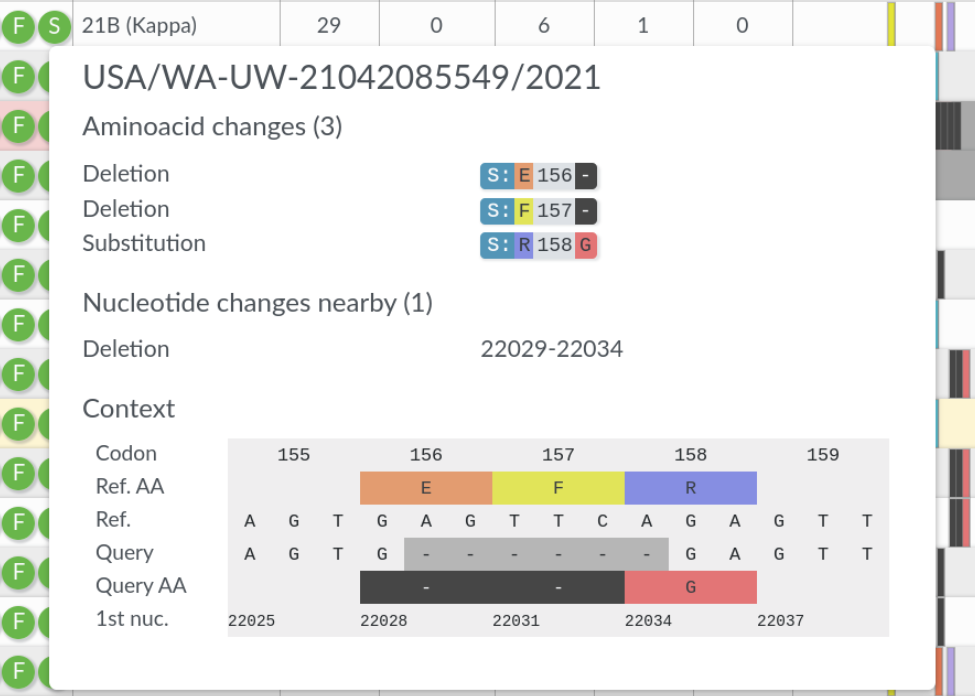 F S 21B (Kappa) 29 0 6 1 0
F
USA/WA-UW-21042085549/2021
F
Aminoacid changes (3)
F
Deletion S: E 156 -
Deletion S: F 157 -
F
Substitution S: R 158 G
F
Nucleotide changes nearby (1)
F
Deletion 22029-22034
F
Context
F
Codon 155 156 157 158 159
F
Ref. AA E F R
Ref. A G T G A G T T C A G A G T T
F
Query A G T G - - - - - - G A G T T
F
Query AA - - G
1st nuc. 22025 22028 22031 22034 22037
F
F